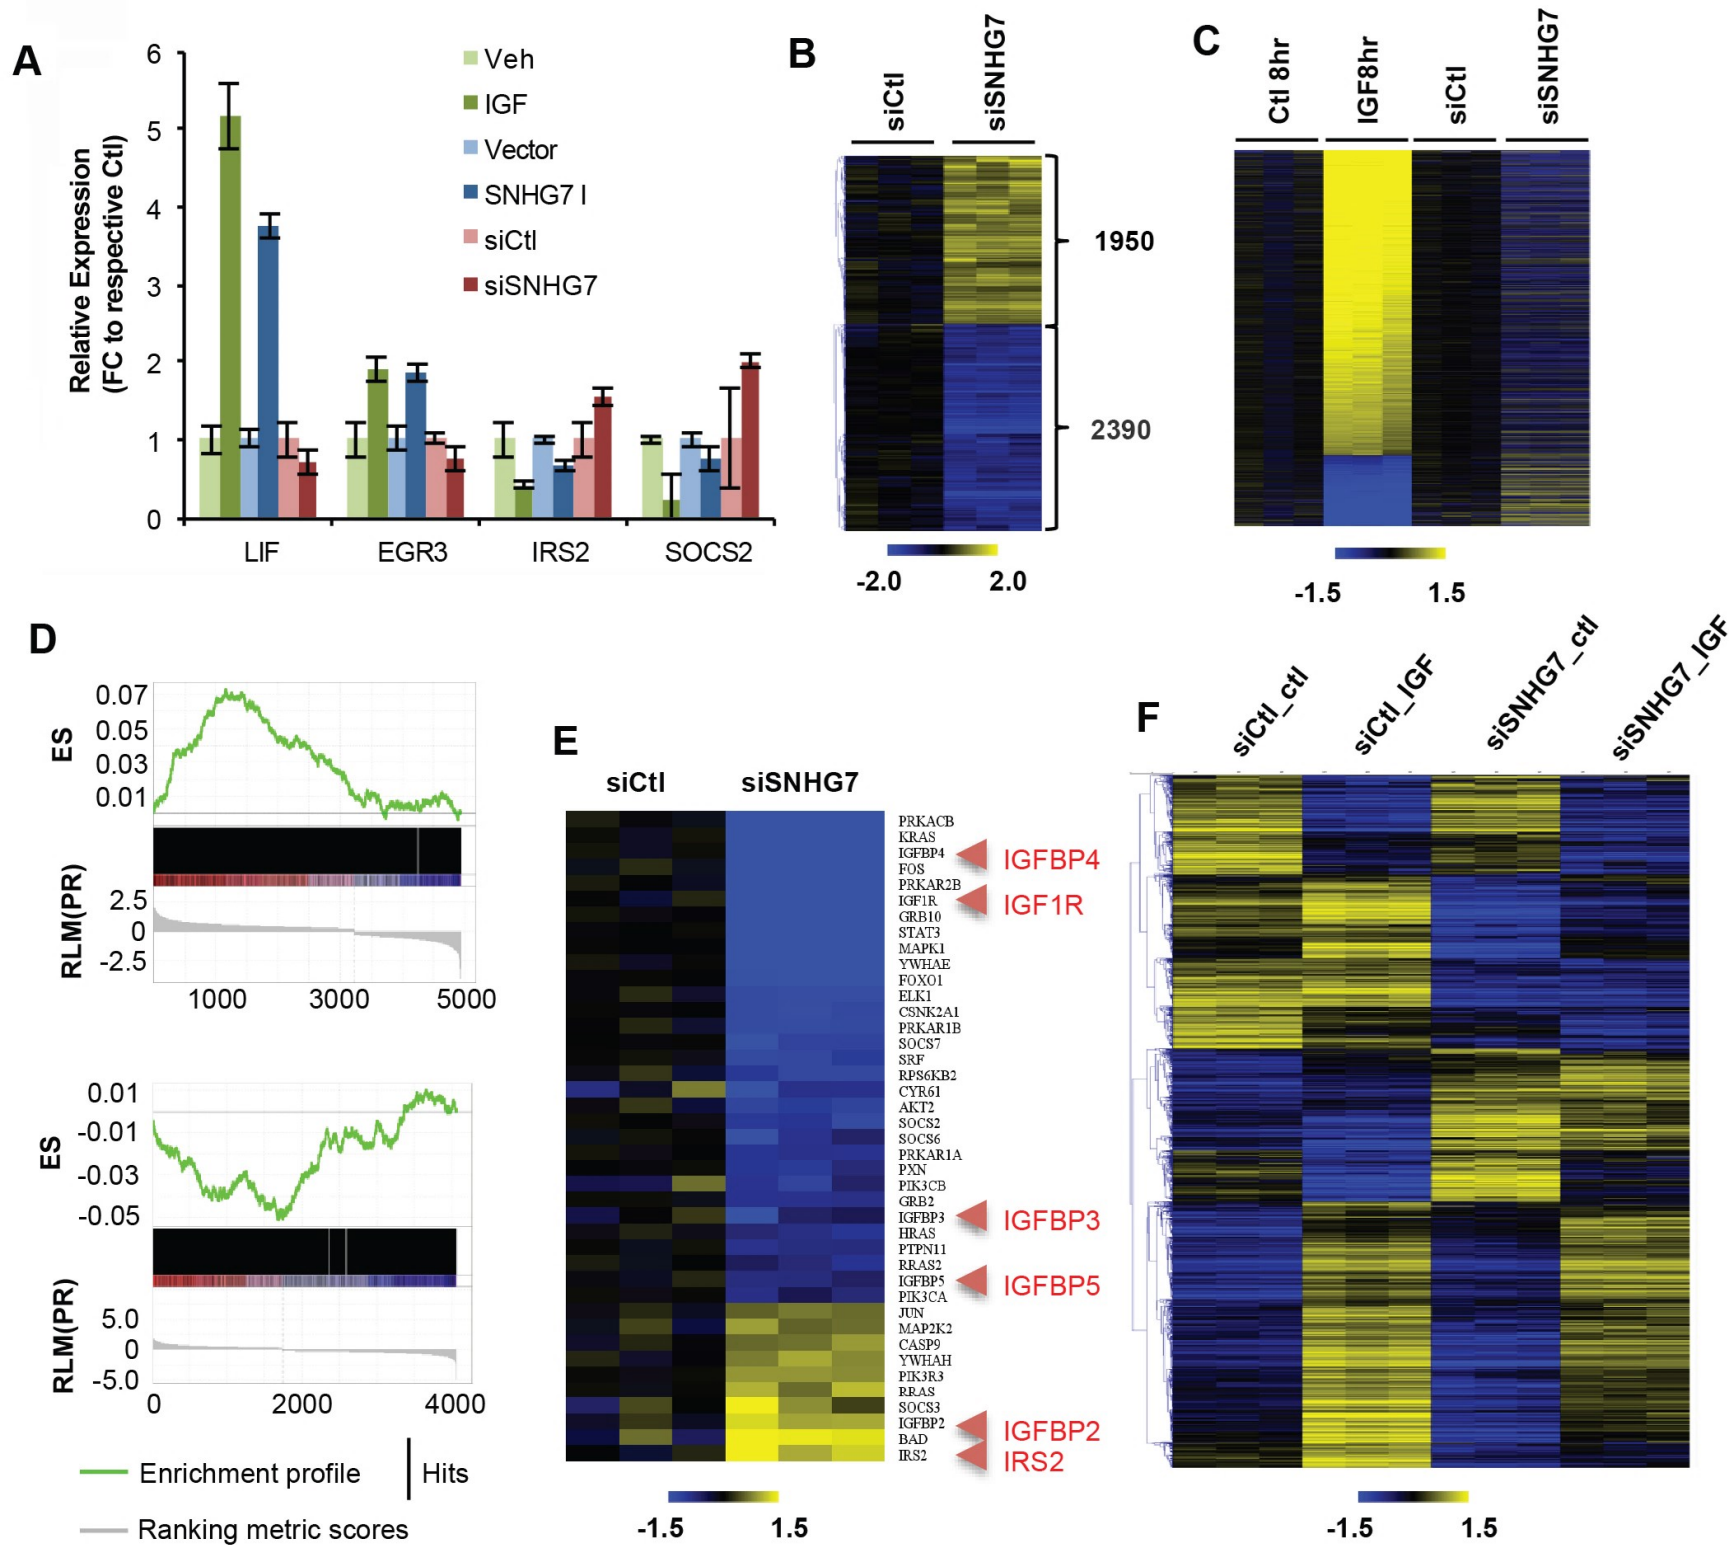 A
6
5
4
3
2
1
0
Relative Expression
(FC to respective Ctl)
Veh
IGF
Vector
SNHG7 I
siCtl
siSNHG7
LIF
EGR3
IRS2
SOCS2
B
siCtl
siSNHG7
1950
2390
-2.0
2.0
C
Ctl 8hr
IGF8hr
siCtl
siSNHG7
-1.5
1.5
D
ES
0.07
0.05
0.03
0.01
RLM(PR)
2.5
0
-2.5
1000
3000
5000
ES
0.01
-0.01
-0.03
-0.05
RLM(PR)
5.0
0
-5.0
0
2000
4000
Enrichment profile
Hits
Ranking metric scores
E
siCtl
siSNHG7
PRKACB
KRAS
IGFBP4
FOS
PRKAR2B
IGF1R
GRB10
STAT3
MAPK1
YWHAE
FOXO1
ELK1
CSNK2A1
PRKAR1B
SOCS7
SRF
RPS6KB2
CYR61
AKT2
SOCS2
SOCS6
PRKAR1A
PXN
PIK3CB
GRB2
IGFBP3
HRAS
PTPN11
RRAS2
IGFBP5
PIK3CA
JUN
MAP2K2
CASP9
YWHAH
PIK3R3
RRAS
SOCS3
IGFBP2
BAD
IRS2
IGFBP4
IGF1R
IGFBP3
IGFBP5
IGFBP2
IRS2
-1.5
1.5
F
siCtl_ctl
siCtl_IGF
siSNHG7_ctl
siSNHG7_IGF
-1.5
1.5